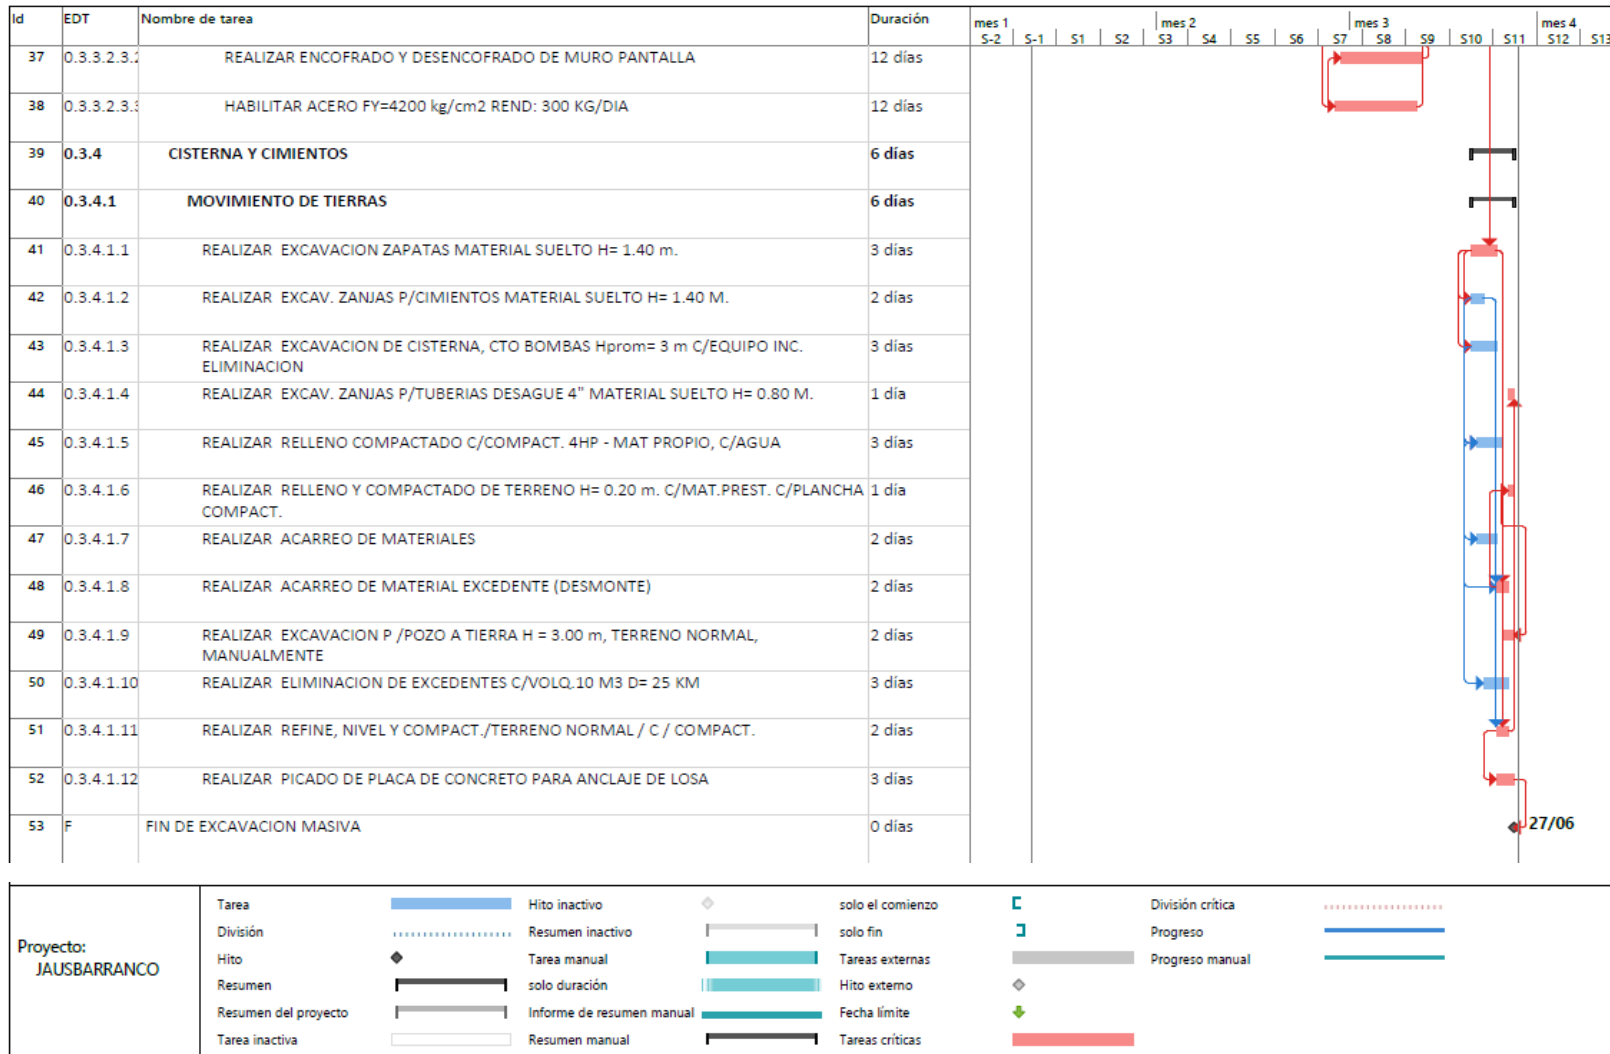 Id EDT Nombre de tarea Duración mes 1 mes 2 mes 3 mes 4
S-2 S-1 S1 S2 S3 S4 S5 S6 S7 S8 S9 S10 S11 S12 S13
37 0.3.3.2.3. REALIZAR ENCOFRADO Y DESENCOFRADO DE MURO PANTALLA 12 días
38 0.3.3.2.3. HABILITAR ACERO FY=4200 kg/cm2 REND: 300 KG/DIA 12 días
39 0.3.4 CISTERNA Y CIMIENTOS 6 días
40 0.3.4.1 MOVIMIENTO DE TIERRAS 6 días
41 0.3.4.1.1 REALIZAR EXCAVACION ZAPATAS MATERIAL SUELTO H= 1.40 m. 3 días
42 0.3.4.1.2 REALIZAR EXCAV. ZANJAS P/CIMIENTOS MATERIAL SUELTO H= 1.40 M. 2 días
43 0.3.4.1.3 REALIZAR EXCAVACION DE CISTERNA, CTO BOMBAS Hprom= 3 m C/EQUIPO INC. 3 días
ELIMINACION
44 0.3.4.1.4 REALIZAR EXCAV. ZANJAS P/TUBERIAS DESAGUE 4" MATERIAL SUELTO H= 0.80 M. 1 día
45 0.3.4.1.5 REALIZAR RELLENO COMPACTADO C/COMPACT. 4HP - MAT PROPIO, C/AGUA 3 días
46 0.3.4.1.6 REALIZAR RELLENO Y COMPACTADO DE TERRENO H= 0.20 m. C/MAT.PREST. C/PLANCHA 1 día
COMPACT.
47 0.3.4.1.7 REALIZAR ACARREO DE MATERIALES 2 días
48 0.3.4.1.8 REALIZAR ACARREO DE MATERIAL EXCEDENTE (DESMONTE) 2 días
49 0.3.4.1.9 REALIZAR EXCAVACION P /POZO A TIERRA H = 3.00 m, TERRENO NORMAL, 2 días
MANUALMENTE
50 0.3.4.1.10 REALIZAR ELIMINACION DE EXCEDENTES C/VOLQ.10 M3 D= 25 KM 3 días
51 0.3.4.1.11 REALIZAR REFINE, NIVEL Y COMPACT./TERRENO NORMAL / C / COMPACT. 2 días
52 0.3.4.1.12 REALIZAR PICADO DE PLACA DE CONCRETO PARA ANCLAJE DE LOSA 3 días
53 F FIN DE EXCAVACION MASIVA 0 días 27/06
Proyecto:
JAUSBARRANCO
Tarea Hito inactivo solo el comienzo División crítica
División Resumen inactivo solo fin Progreso
Hito Tarea manual Tareas externas Progreso manual
Resumen solo duración Hito externo
Resumen del proyecto Informe de resumen manual Fecha límite
Tarea inactiva Resumen manual Tareas críticas